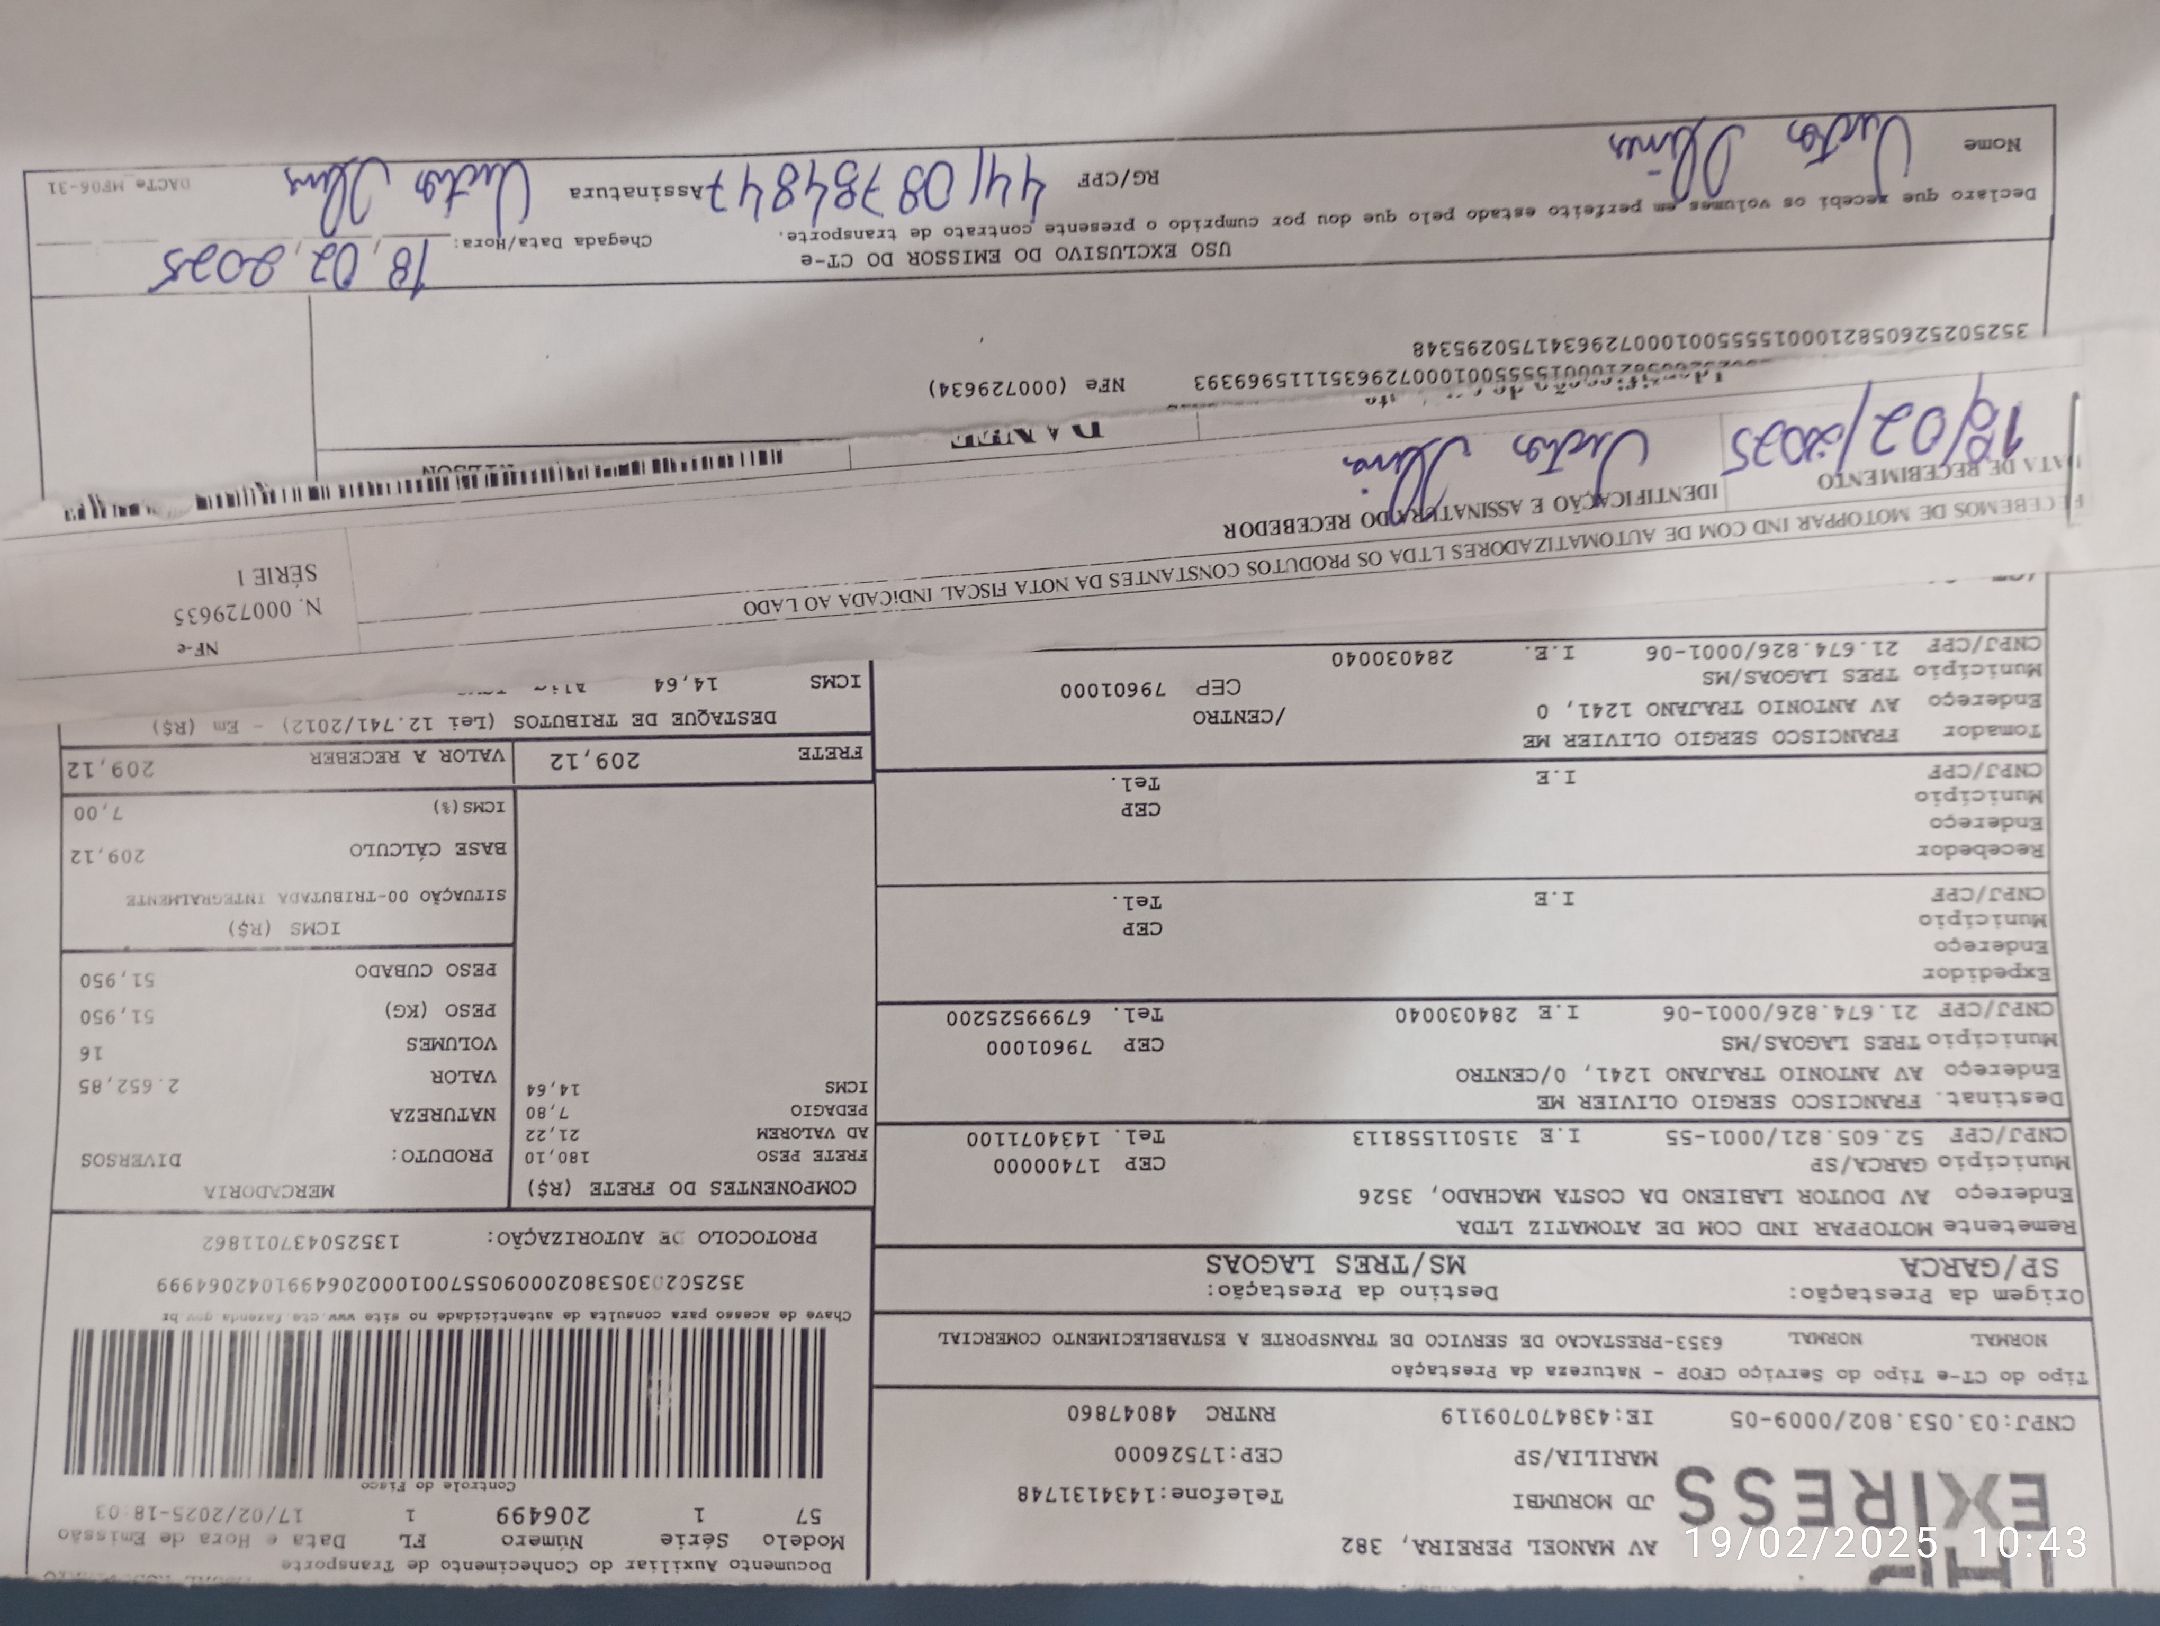 EXIRESS
AV MANOEL PEREIRA, 382
JD MORUMBI
Telefone:1434131748
MARILIA/SP
CEP:17526000
CNPJ:03.053.802/0009-05 IE:438470709119 RNTRC 48047860
Documento Auxiliar do Conhecimento de Transporte
Modelo Série Número FL Data e Hora de Emissão
57 1 206499 1 17/02/2025-18:03
Controle do Fisco
Chave de acesso para consulta de autenticidade no site www.cte.fazenda.gov.br
35250203053802000905570010002064991042064999
PROTOCOLO DE AUTORIZAÇÃO: 135250437011862
Tipo do CT-e Tipo do Serviço CFOP - Natureza da Prestação
NORMAL NORMAL 6353-PRESTACAO DE SERVICO DE TRANSPORTE A ESTABELECIMENTO COMERCIAL
Origem da Prestação: Destino da Prestação:
SP/GARCA MS/TRES LAGOAS
Remetente MOTOPPAR IND COM DE ATOMATIZ LTDA
Endereço AV DOUTOR LABIENO DA COSTA MACHADO, 3526
Município GARCA/SP CEP 17400000
CNPJ/CPF 52.605.821/0001-55 I.E 315011558113 Tel. 1434071100
Destinat. FRANCISCO SERGIO OLIVIER ME
Endereço AV ANTONIO TRAJANO 1241, 0/CENTRO
Município TRES LAGOAS/MS CEP 79601000
CNPJ/CPF 21.674.826/0001-06 I.E 284030040 Tel. 67999525200
Expedidor
Endereço
Município CEP
CNPJ/CPF I.E Tel.
Recebedor
Endereço
Município CEP
CNPJ/CPF I.E Tel.
Tomador FRANCISCO SERGIO OLIVIER ME
Endereço AV ANTONIO TRAJANO 1241, 0 /CENTRO
Município TRES LAGOAS/MS CEP 79601000
CNPJ/CPF 21.674.826/0001-06 I.E. 284030040
COMPONENTES DO FRETE (R$)
FRETE PESO 180,10
AD VALOREM 21,22
PEDAGIO 7,80
ICMS 14,64
MERCADORIA
PRODUTO: DIVERSOS
NATUREZA
VALOR 2.652,85
VOLUMES 16
PESO (KG) 51,950
PESO CUBADO 51,950
ICMS (R$)
SITUAÇÃO 00-TRIBUTADA INTEGRALMENTE
BASE CÁLCULO 209,12
ICMS(%) 7,00
FRETE 209,12 VALOR A RECEBER 209,12
DESTAQUE DE TRIBUTOS (Lei 12.741/2012) - Em (R$)
ICMS 14,64
RECEBEMOS DE MOTOPPAR IND COM DE AUTOMATIZADORES LTDA OS PRODUTOS CONSTANTES DA NOTA FISCAL INDICADA AO LADO
NF-e
N. 000729635
SÉRIE 1
DATA DE RECEBIMENTO IDENTIFICAÇÃO E ASSINATURA DO RECEBEDOR
18/02/2025 Victor
NFe (000729634)
35250252605821000155550010007296341750295348
USO EXCLUSIVO DO EMISSOR DO CT-e
Chegada Data/Hora: 18,02,2025
Declaro que recebi os volumes em perfeito estado pelo que dou por cumprido o presente contrato de transporte.
Nome Victor
RG/CPF 44108784847 Assinatura Victor
DACTe_MF06-31
19/02/2025 10:43